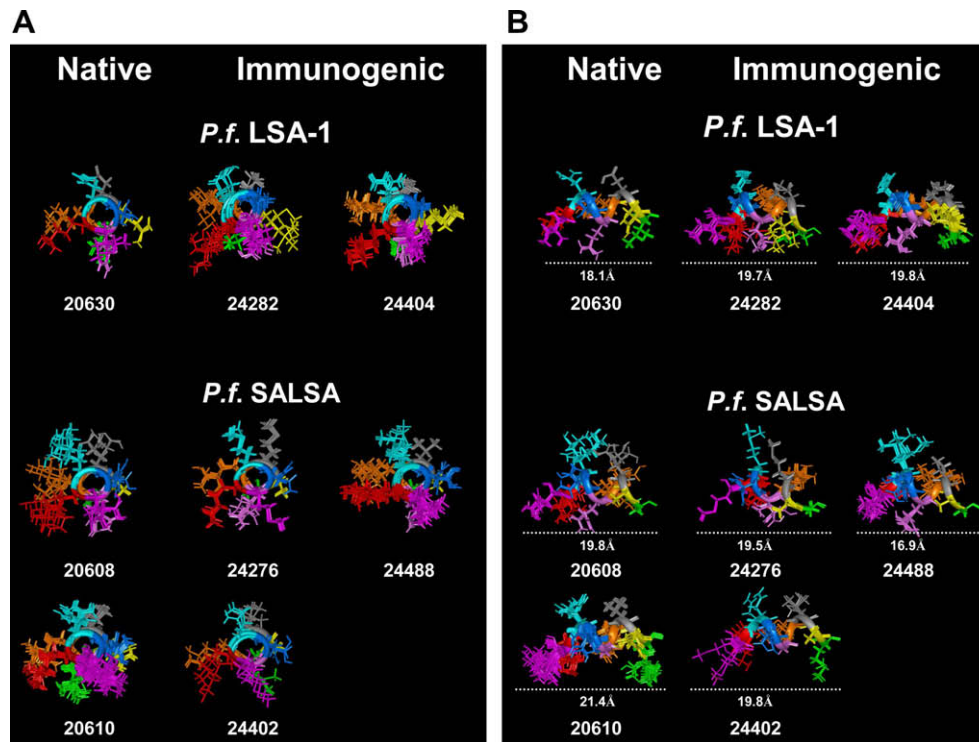 A
Native Immunogenic
P.f. LSA-1
20630 24282 24404
P.f. SALSA
20608 24276 24488
20610 24402
B
Native Immunogenic
P.f. LSA-1
18.1Å 19.7Å 19.8Å
20630 24282 24404
P.f. SALSA
19.8Å 19.5Å 16.9Å
20608 24276 24488
21.4Å 19.8Å
20610 24402